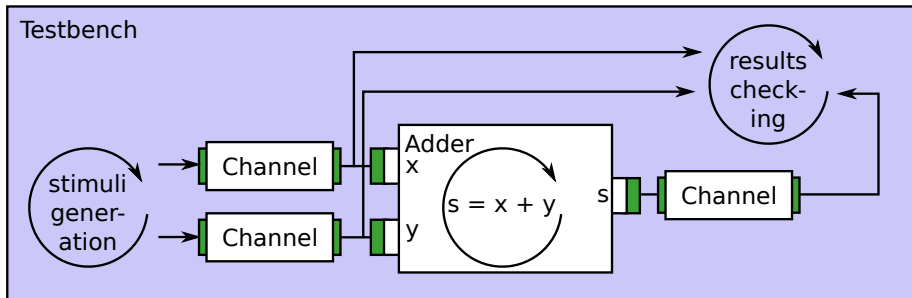 Testbench
stimuli
gener-
ation
Channel
Channel
Adder
x
y
s = x + y
s
Channel
results
check-
ing